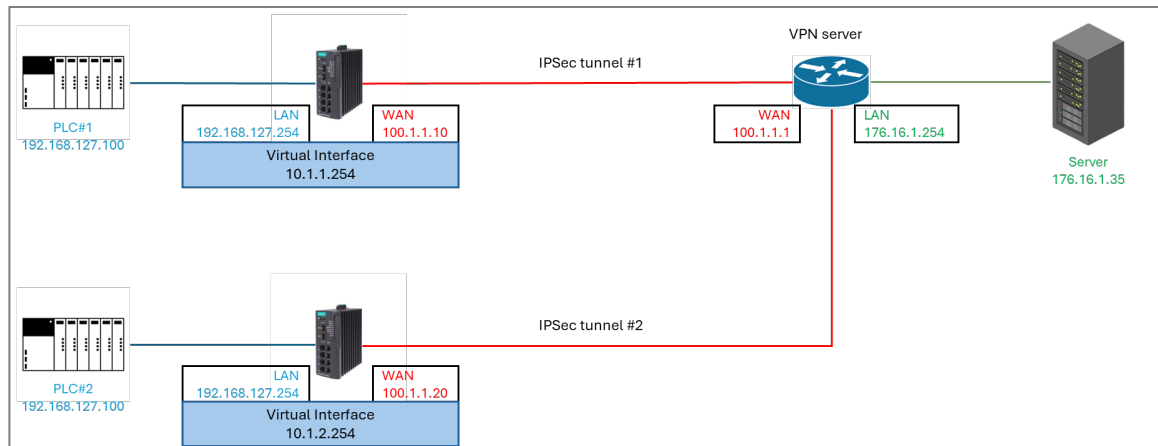 VPN server
IPSec tunnel #1
LAN
192.168.127.254
WAN
100.1.1.10
WAN
100.1.1.1
LAN
176.16.1.254
PLC#1
192.168.127.100
Virtual Interface
10.1.1.254
Server
176.16.1.35
IPSec tunnel #2
LAN
192.168.127.254
WAN
100.1.1.20
PLC#2
192.168.127.100
Virtual Interface
10.1.2.254